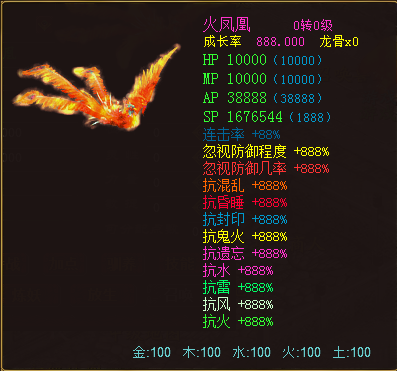 火凤凰 0转0级
成长率 888.000 龙骨x0
HP 10000(10000)
MP 10000(10000)
AP 38888(38888)
SP 1676544(1888)
连击率 +88%
忽视防御程度 +888%
忽视防御几率 +888%
抗混乱 +888%
抗昏睡 +888%
抗封印 +888%
抗鬼火 +888%
抗遗忘 +888%
抗水 +888%
抗雷 +888%
抗风 +888%
抗火 +888%
金:100 木:100 水:100 火:100 土:100